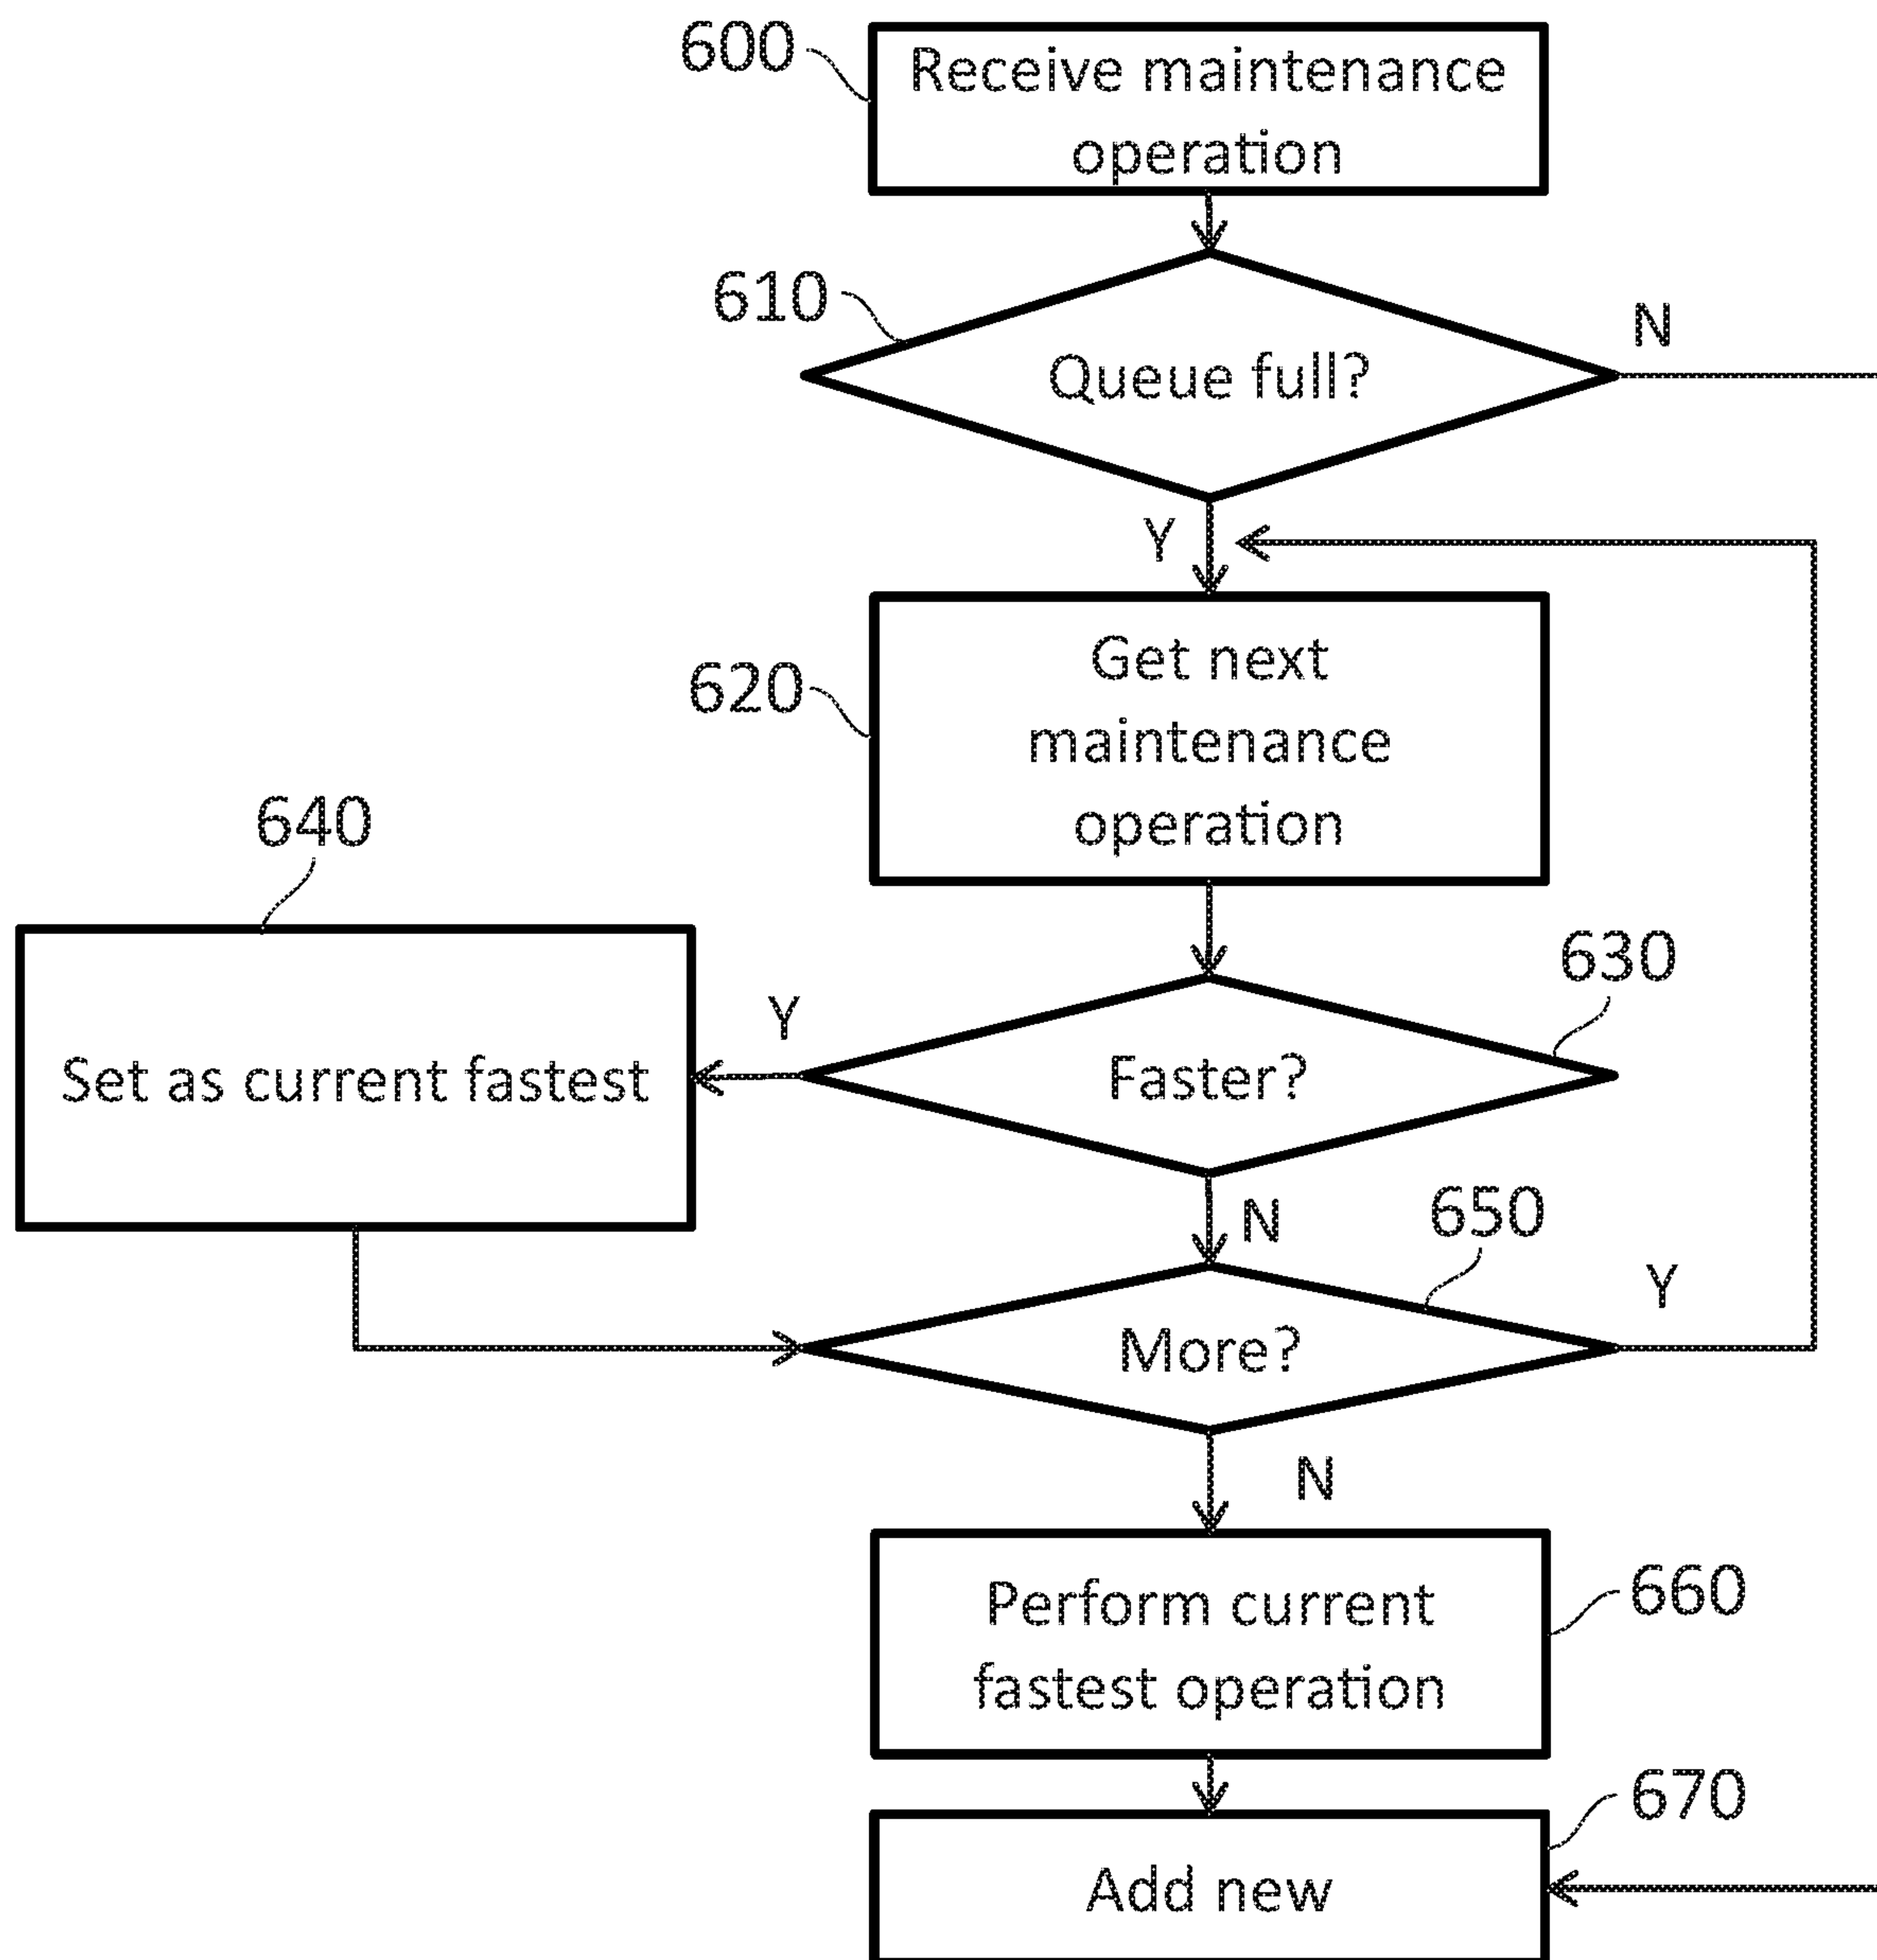 600
Receive maintenance
operation
610
Queue full?
N
Y
620
Get next
maintenance
operation
640
630
Y
Set as current fastest
Faster?
N
650
Y
More?
N
Perform current
fastest operation
660
670
Add new